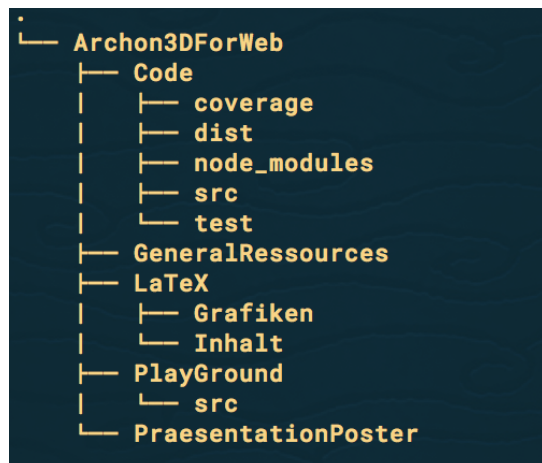 .
└── Archon3DForWeb
    ├── Code
    │   ├── coverage
    │   ├── dist
    │   ├── node_modules
    │   ├── src
    │   └── test
    ├── GeneralRessources
    ├── LaTeX
    │   ├── Grafiken
    │   └── Inhalt
    ├── PlayGround
    │   └── src
    └── PraesentationPoster